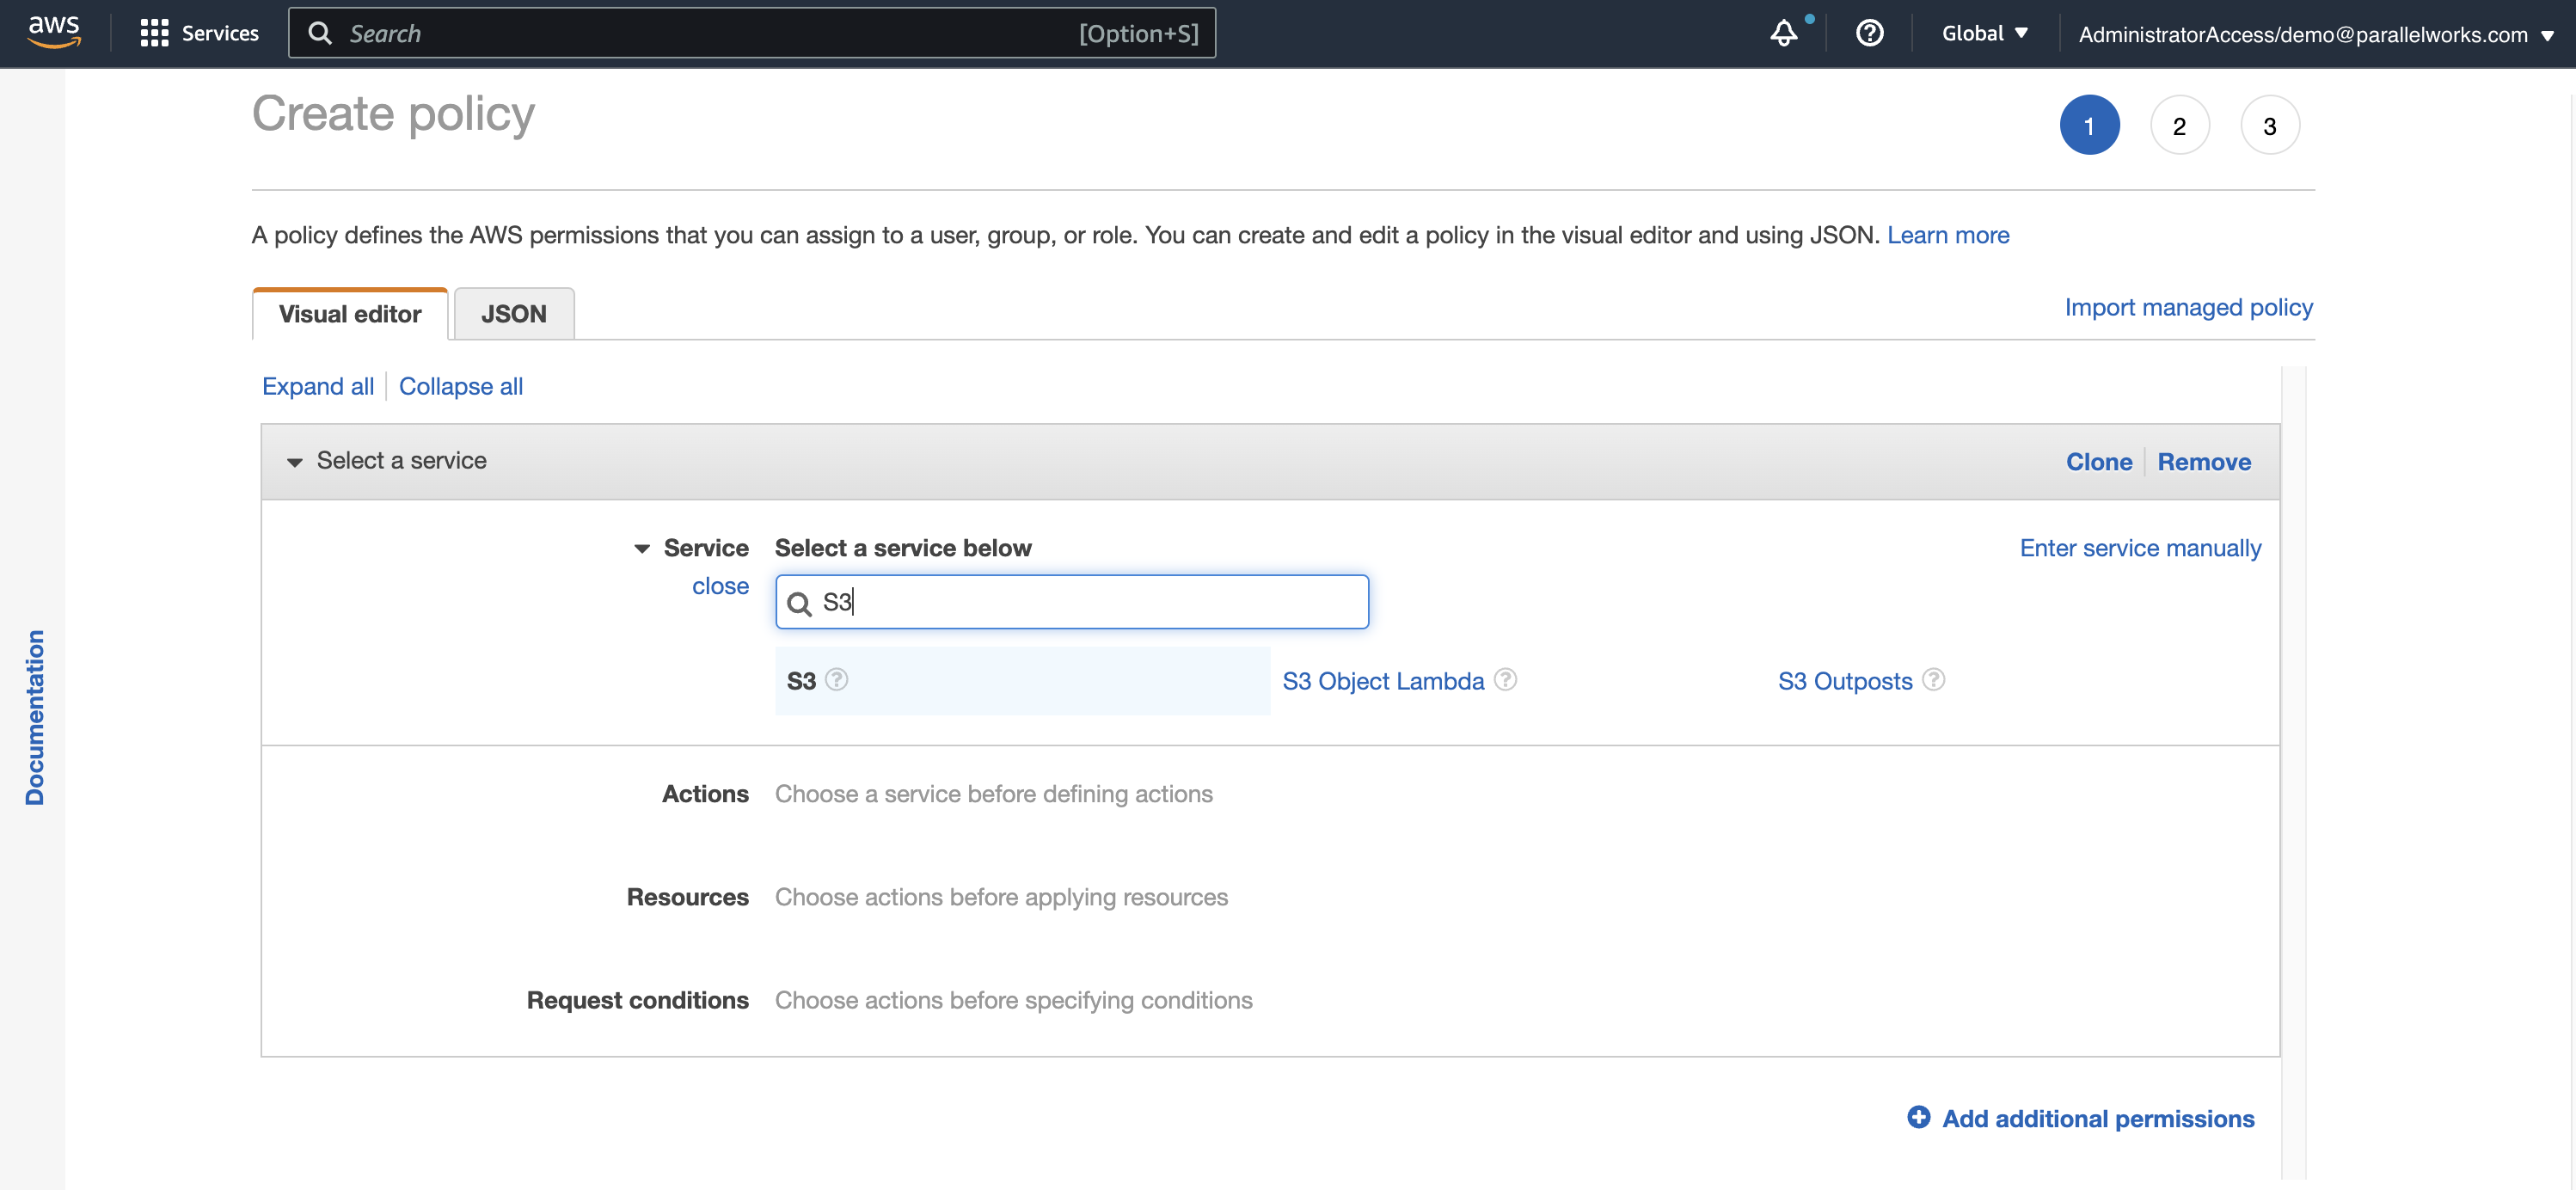 aws Services Search [Option+S] Global AdministratorAccess/demo@parallelworks.com
Create policy 1 2 3
A policy defines the AWS permissions that you can assign to a user, group, or role. You can create and edit a policy in the visual editor and using JSON. Learn more
Visual editor JSON Import managed policy
Expand all Collapse all
Select a service Clone Remove
Service Select a service below Enter service manually
close S3
S3 ? S3 Object Lambda ? S3 Outposts ?
Actions Choose a service before defining actions
Resources Choose actions before applying resources
Request conditions Choose actions before specifying conditions
Add additional permissions
Documentation